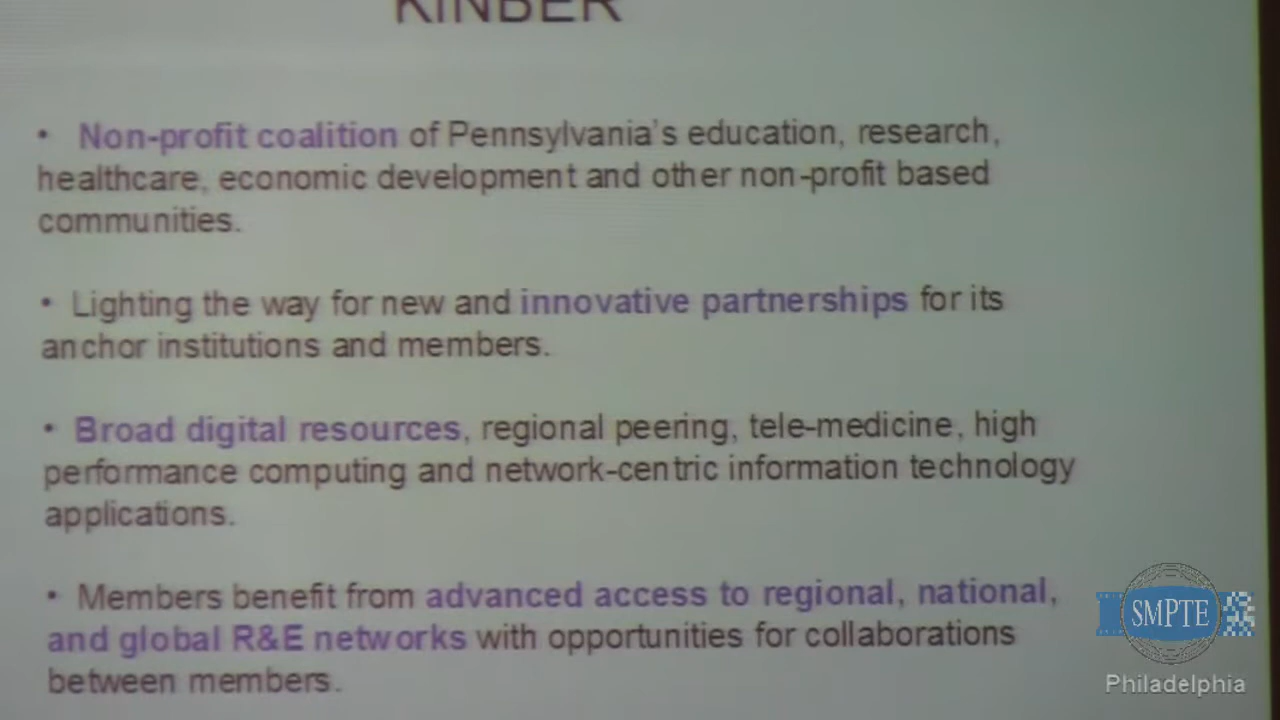 KINBER
• Non-profit coalition of Pennsylvania's education, research,
healthcare, economic development and other non-profit based
communities.
• Lighting the way for new and innovative partnerships for its
anchor institutions and members.
• Broad digital resources, regional peering, tele-medicine, high
performance computing and network-centric information technology
applications.
• Members benefit from advanced access to regional, national,
and global R&E networks with opportunities for collaborations
between members.
SMPTE
Philadelphia